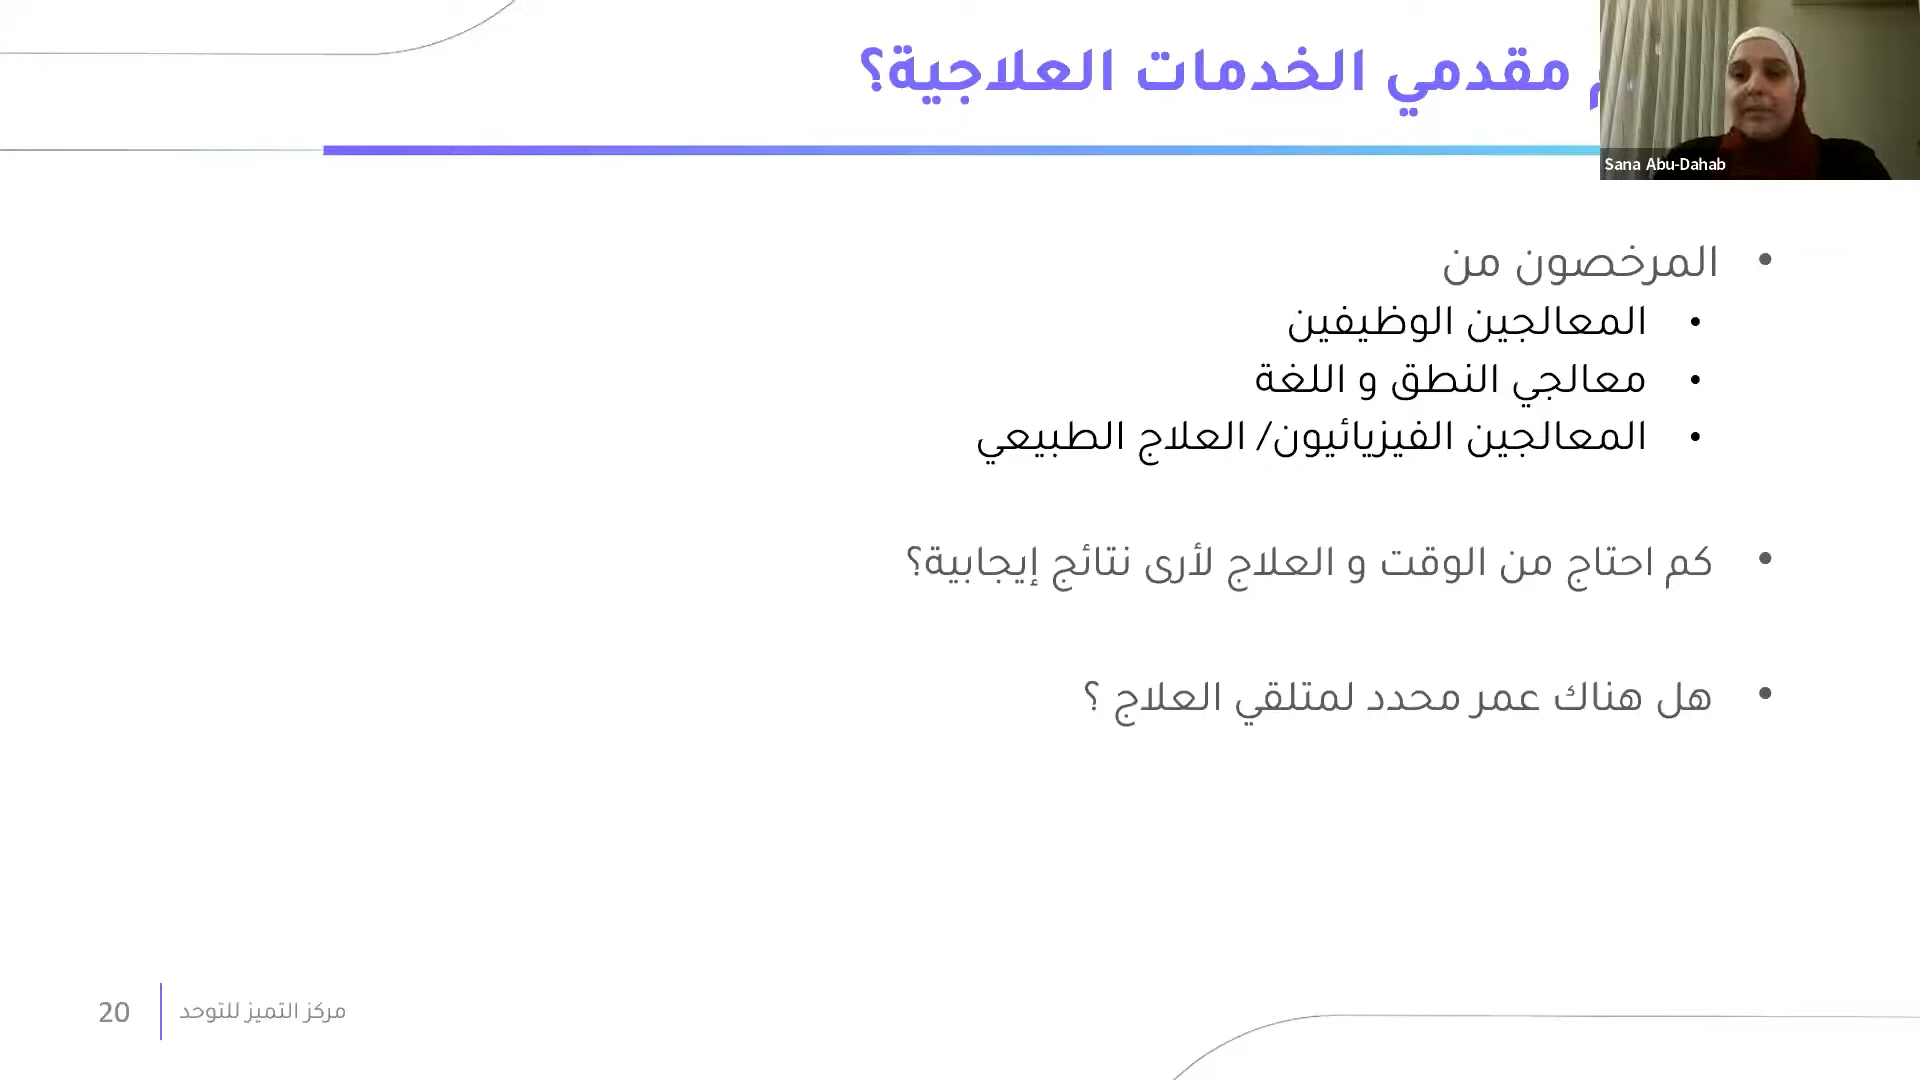 مقدمي الخدمات العلاجية؟
Sana Abu-Dahab
• المرخصون من
• المعالجين الوظيفين
• معالجي النطق و اللغة
• المعالجين الفيزيائيون/ العلاج الطبيعي
• كم احتاج من الوقت و العلاج لأرى نتائج إيجابية؟
• هل هناك عمر محدد لمتلقي العلاج ؟
مركز التميز للتوحد
20